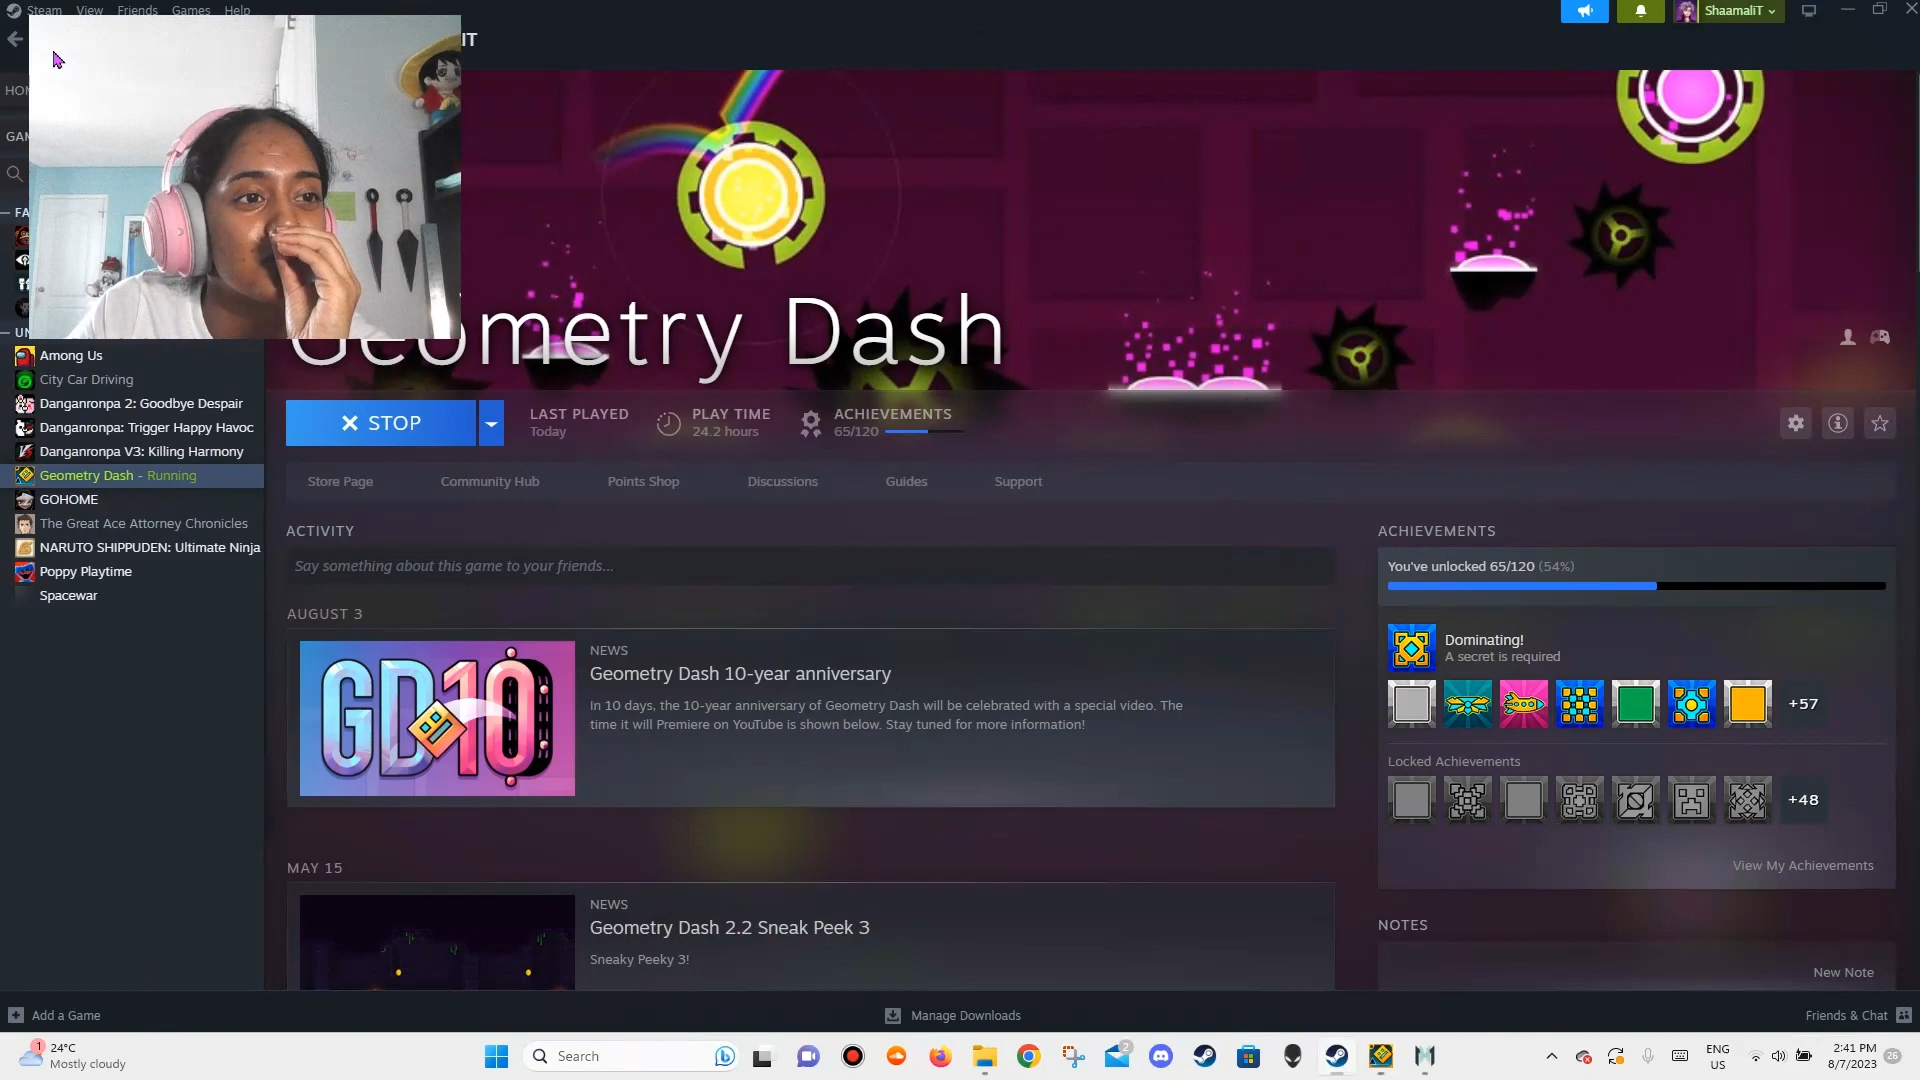 Steam View Friends Games Help
ShaamaliT
IT
HO
GA
FA
UN
Geometry Dash
Among Us
City Car Driving
Danganronpa 2: Goodbye Despair
Danganronpa: Trigger Happy Havoc
Danganronpa V3: Killing Harmony
Geometry Dash - Running
GOHOME
The Great Ace Attorney Chronicles
NARUTO SHIPPUDEN: Ultimate Ninja
Poppy Playtime
Spacewar
STOP
LAST PLAYED
Today
PLAY TIME
24.2 hours
ACHIEVEMENTS
65/120
Store Page Community Hub Points Shop Discussions Guides Support
ACTIVITY
Say something about this game to your friends...
AUGUST 3
GD10
NEWS
Geometry Dash 10-year anniversary
In 10 days, the 10-year anniversary of Geometry Dash will be celebrated with a special video. The
time it will Premiere on YouTube is shown below. Stay tuned for more information!
MAY 15
NEWS
Geometry Dash 2.2 Sneak Peek 3
Sneaky Peeky 3!
ACHIEVEMENTS
You've unlocked 65/120 (54%)
Dominating!
A secret is required
+57
Locked Achievements
+48
View My Achievements
NOTES
New Note
Add a Game
Manage Downloads
Friends & Chat
1
24°C
Mostly cloudy
Search
2
ENG
US
2:41 PM
8/7/2023
26